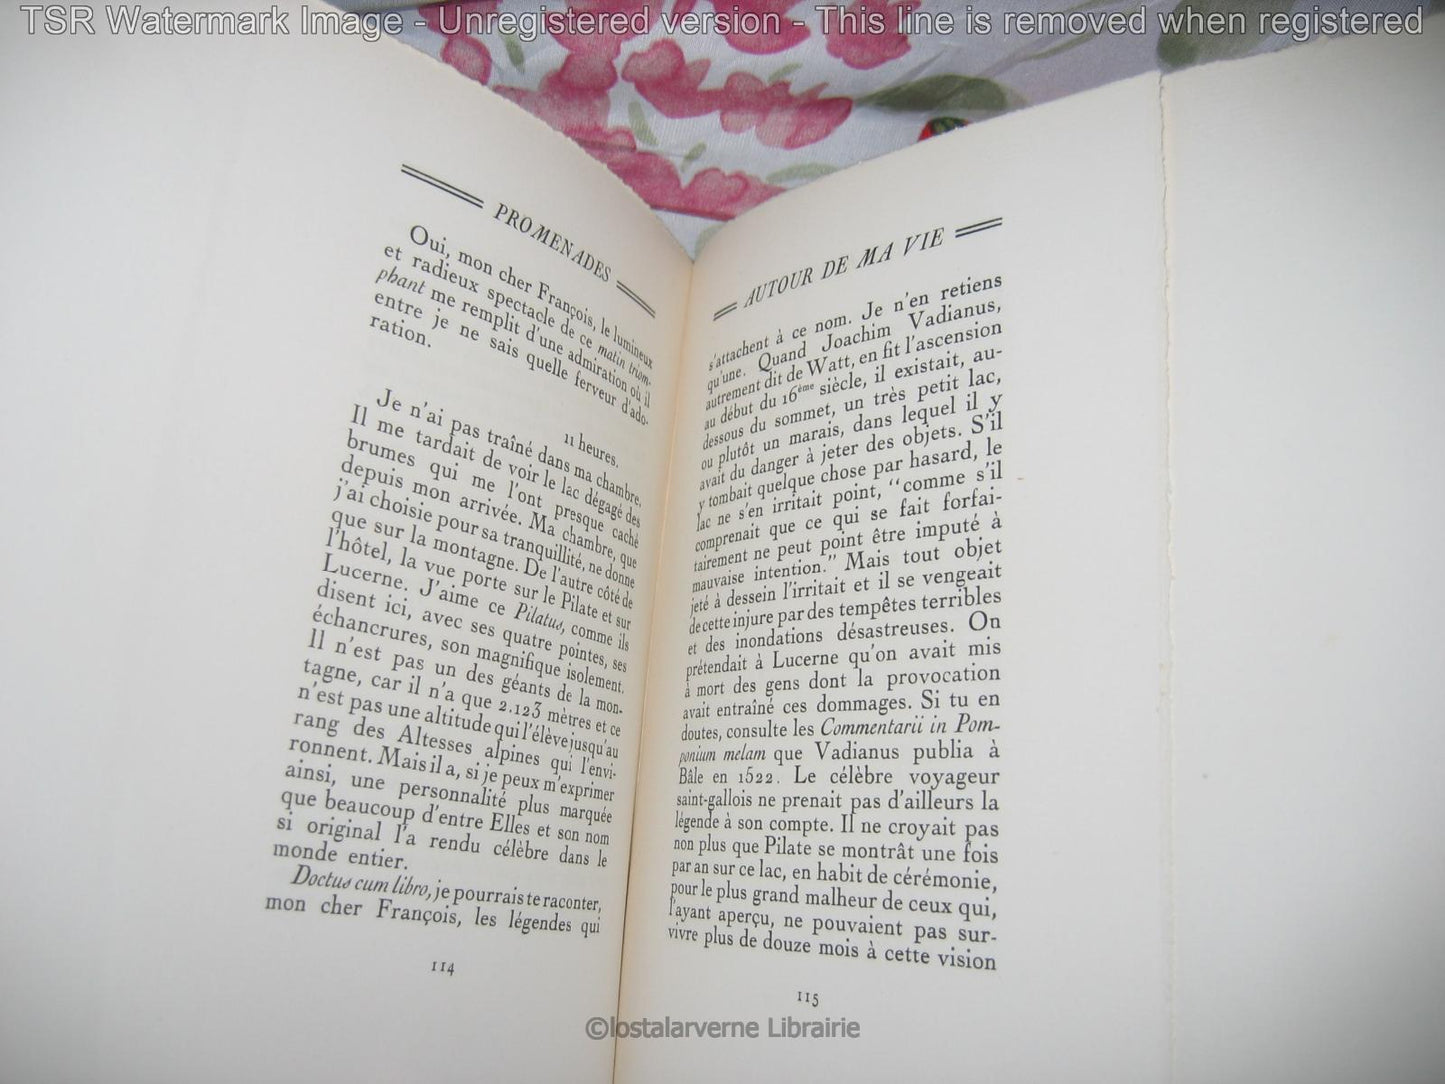 TSR Watermark Image - Unregistered version - This line is removed when registered
PROMENADES
Oui, mon cher François, le lumineux
et radieux spectacle de ce matin triom-
phant me remplit d'une admiration où il
entre je ne sais quelle ferveur d'ado-
ration.
11 heures.
Je n'ai pas traîné dans ma chambre.
Il me tardait de voir le lac dégagé des
brumes qui me l'ont presque caché
depuis mon arrivée. Ma chambre, que
j'ai choisie pour sa tranquillité, ne donne
que sur la montagne. De l'autre côté de
l'hôtel, la vue porte sur le Pilate et sur
Lucerne. J'aime ce Pilatus, comme ils
disent ici, avec ses quatre pointes, ses
échancrures, son magnifique isolement.
Il n'est pas un des géants de la mon-
tagne, car il n'a que 2.123 mètres et ce
n'est pas une altitude qui l'élève jusqu'au
rang des Altesses alpines qui l'envi-
ronnent. Mais il a, si je peux m'exprimer
ainsi, une personnalité plus marquée
que beaucoup d'entre Elles et son nom
si original l'a rendu célèbre dans le
monde entier.
Doctus cum libro, je pourrais te raconter,
mon cher François, les légendes qui
114
AUTOUR DE MA VIE
s'attachent à ce nom. Je n'en retiens
qu'une. Quand Joachim Vadianus,
autrement dit de Watt, en fit l'ascension
au début du 16ème siècle, il existait, au-
dessous du sommet, un très petit lac,
ou plutôt un marais, dans lequel il y
avait du danger à jeter des objets. S'il
y tombait quelque chose par hasard, le
lac ne s'en irritait point, "comme s'il
comprenait que ce qui se fait forfai-
tairement ne peut point être imputé à
mauvaise intention." Mais tout objet
jeté à dessein l'irritait et il se vengeait
de cette injure par des tempêtes terribles
et des inondations désastreuses. On
prétendait à Lucerne qu'on avait mis
à mort des gens dont la provocation
avait entraîné ces dommages. Si tu en
doutes, consulte les Commentarii in Pom-
ponium melam que Vadianus publia à
Bâle en 1522. Le célèbre voyageur
saint-gallois ne prenait pas d'ailleurs la
légende à son compte. Il ne croyait pas
non plus que Pilate se montrât une fois
par an sur ce lac, en habit de cérémonie,
pour le plus grand malheur de ceux qui,
l'ayant aperçu, ne pouvaient pas sur-
vivre plus de douze mois à cette vision
115
©lostalarverne Librairie